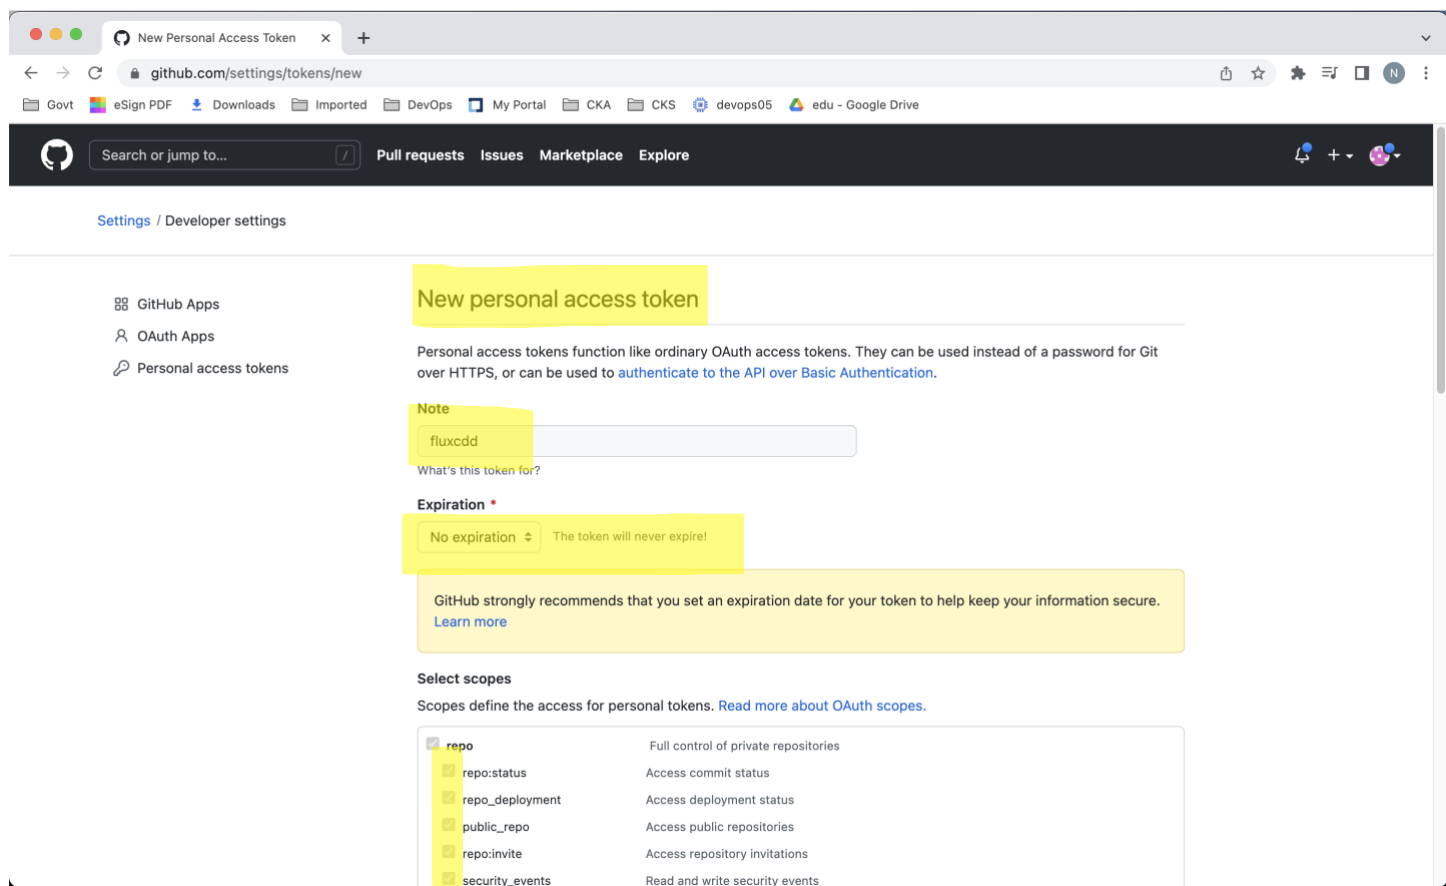 New Personal Access Token
github.com/settings/tokens/new
N
Govt eSign PDF Downloads Imported DevOps My Portal CKA CKS devops05 edu - Google Drive
Search or jump to... / Pull requests Issues Marketplace Explore
Settings / Developer settings
GitHub Apps
OAuth Apps
Personal access tokens
New personal access token
Personal access tokens function like ordinary OAuth access tokens. They can be used instead of a password for Git
over HTTPS, or can be used to authenticate to the API over Basic Authentication.
Note
fluxcdd
What's this token for?
Expiration *
No expiration The token will never expire!
GitHub strongly recommends that you set an expiration date for your token to help keep your information secure.
Learn more
Select scopes
Scopes define the access for personal tokens. Read more about OAuth scopes.
repo Full control of private repositories
repo:status Access commit status
repo_deployment Access deployment status
public_repo Access public repositories
repo:invite Access repository invitations
security_events Read and write security events